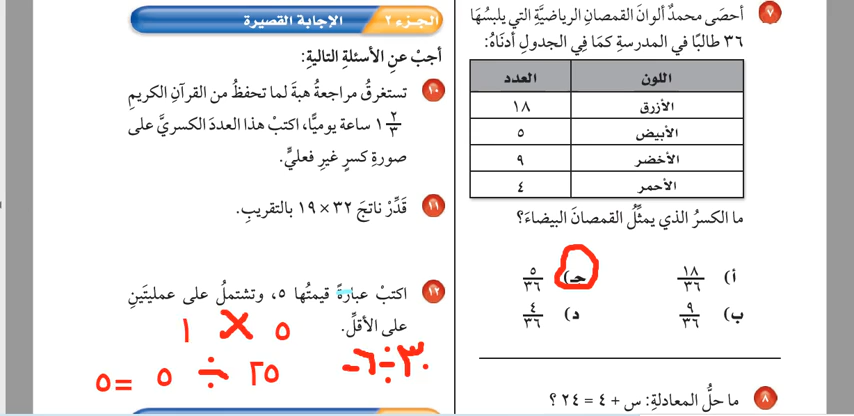 ٧ أحصَى محمدٌ ألوانَ القمصانِ الرياضيَّةِ التي يلبسُهَا
٣٦ طالبًا في المدرسةِ كمَا فِي الجدولِ أدنَاهُ:
اللون العدد
الأزرق ١٨
الأبيض ٥
الأخضر ٩
الأحمر ٤
ما الكسرُ الذي يمثِّلُ القمصانَ البيضاءَ؟
أ) ١٨/٣٦ جـ) ٥/٣٦
ب) ٩/٣٦ د) ٤/٣٦
٨ ما حلُّ المعادلةِ: س + ٤ = ٢٤ ؟
الجزء ٢ الإجابة القصيرة
أجبْ عنِ الأسئلةِ التاليةِ:
١٠ تستغرقُ مراجعةُ هبةَ لما تحفظُ من القرآنِ الكريمِ
١ ٢/٣ ساعة يوميًّا، اكتبْ هذا العددَ الكسريَّ على
صورةِ كسرٍ غيرِ فعليٍّ.
١١ قَدِّرْ ناتجَ ٣٢ × ١٩ بالتقريبِ.
١٢ اكتبْ عبارةً قيمتُها ٥، وتشتملُ على عمليتَينِ
على الأقلِّ.
٥ × ١
٣٠ ÷ ٦ -
٢٥ ÷ ٥ = ٥